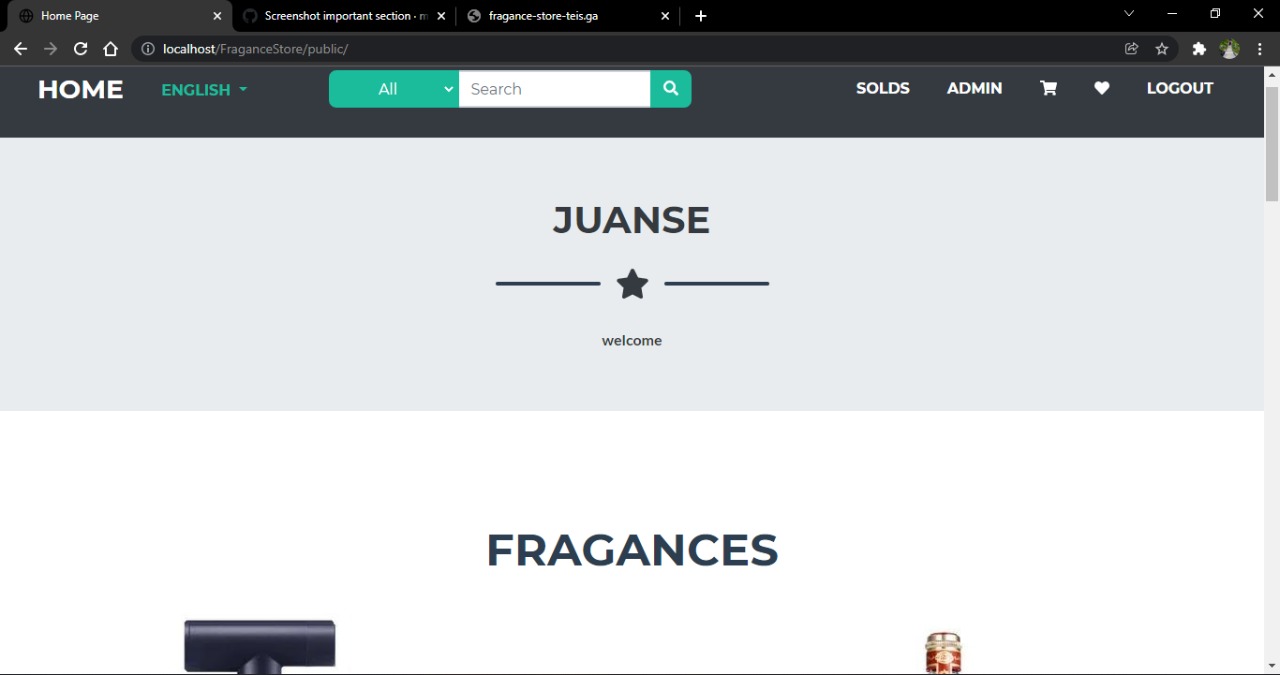 Home Page
Screenshot important section · m
fragance-store-teis.ga
localhost/FraganceStore/public/
HOME
ENGLISH
All
Search
SOLDS
ADMIN
LOGOUT
JUANSE
welcome
FRAGANCES